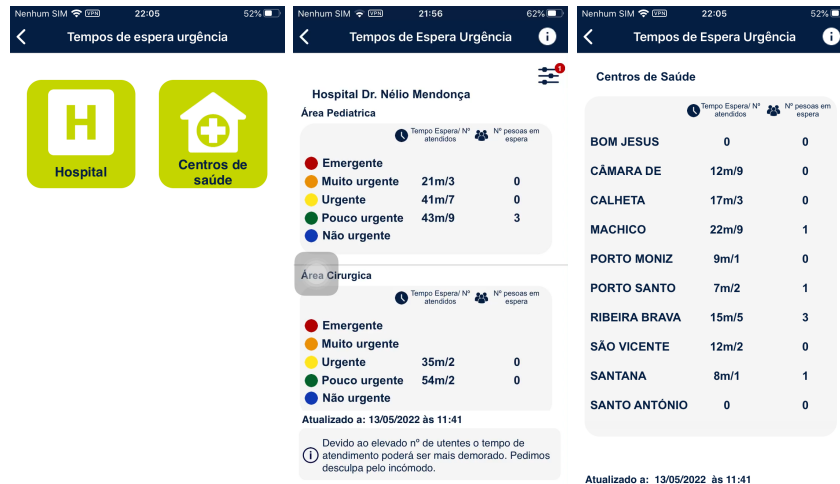 Nenhum SIM VPN 22:05 52%
Tempos de espera urgência
H
Hospital
Centros de
saúde
Nenhum SIM VPN 21:56 62%
Tempos de Espera Urgência i
1
Hospital Dr. Nélio Mendonça
Área Pediatrica
Tempo Espera/ Nº atendidos Nº pesoas em espera
Emergente
Muito urgente 21m/3 0
Urgente 41m/7 0
Pouco urgente 43m/9 3
Não urgente
Área Cirurgica
Tempo Espera/ Nº atendidos Nº pesoas em espera
Emergente
Muito urgente
Urgente 35m/2 0
Pouco urgente 54m/2 0
Não urgente
Atualizado a: 13/05/2022 às 11:41
Devido ao elevado nº de utentes o tempo de
i atendimento poderá ser mais demorado. Pedimos
desculpa pelo incómodo.
Nenhum SIM VPN 22:05 52%
Tempos de Espera Urgência i
Centros de Saúde
Tempo Espera/ Nº atendidos Nº pesoas em espera
BOM JESUS 0 0
CÂMARA DE 12m/9 0
CALHETA 17m/3 0
MACHICO 22m/9 1
PORTO MONIZ 9m/1 0
PORTO SANTO 7m/2 1
RIBEIRA BRAVA 15m/5 3
SÃO VICENTE 12m/2 0
SANTANA 8m/1 1
SANTO ANTÓNIO 0 0
Atualizado a: 13/05/2022 às 11:41